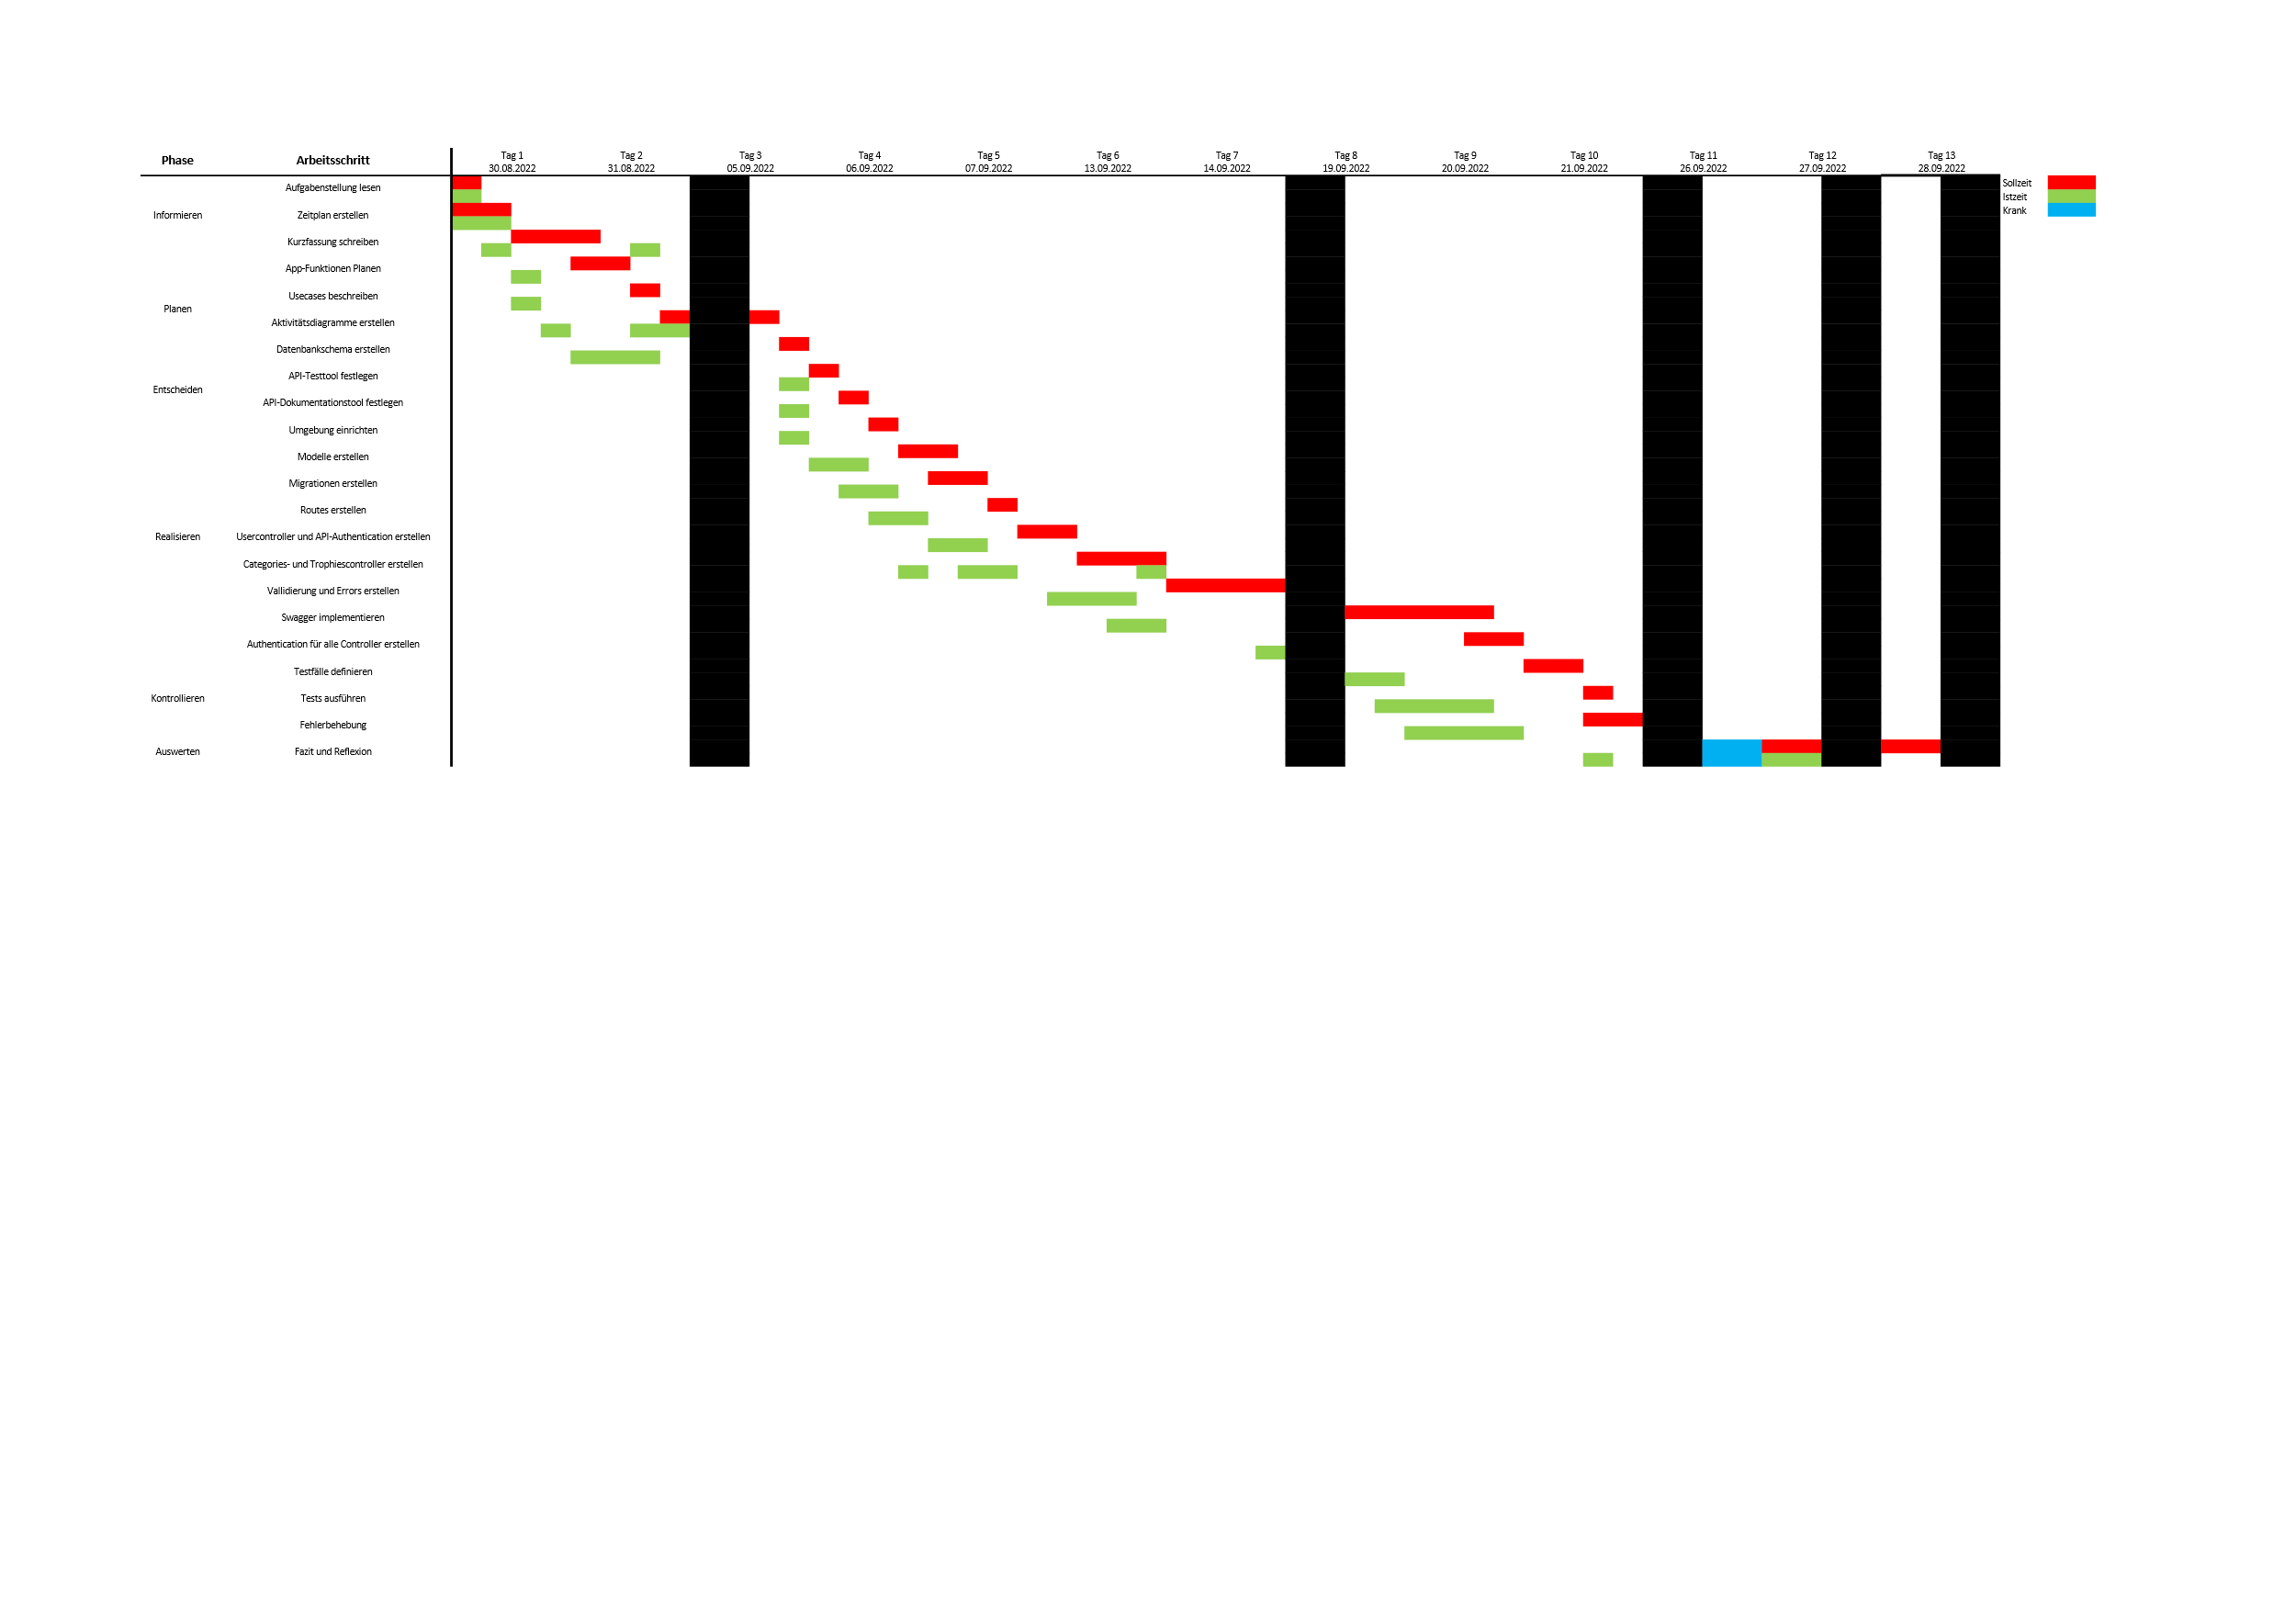 Phase Arbeitsschritt Tag 1 Tag 2 Tag 3 Tag 4 Tag 5 Tag 6 Tag 7 Tag 8 Tag 9 Tag 10 Tag 11 Tag 12 Tag 13
30.08.2022 31.08.2022 05.09.2022 06.09.2022 07.09.2022 13.09.2022 14.09.2022 19.09.2022 20.09.2022 21.09.2022 26.09.2022 27.09.2022 28.09.2022
Aufgabenstellung lesen
Sollzeit
Istzeit
Krank
Informieren Zeitplan erstellen
Kurzfassung schreiben
App-Funktionen Planen
Usecases beschreiben
Planen
Aktivitätsdiagramme erstellen
Datenbankschema erstellen
API-Testtool festlegen
Entscheiden
API-Dokumentationstool festlegen
Umgebung einrichten
Modelle erstellen
Migrationen erstellen
Routes erstellen
Realisieren Usercontroller und API-Authentication erstellen
Categories- und Trophiescontroller erstellen
Vallidierung und Errors erstellen
Swagger implementieren
Authentication für alle Controller erstellen
Testfälle definieren
Kontrollieren Tests ausführen
Fehlerbehebung
Auswerten Fazit und Reflexion